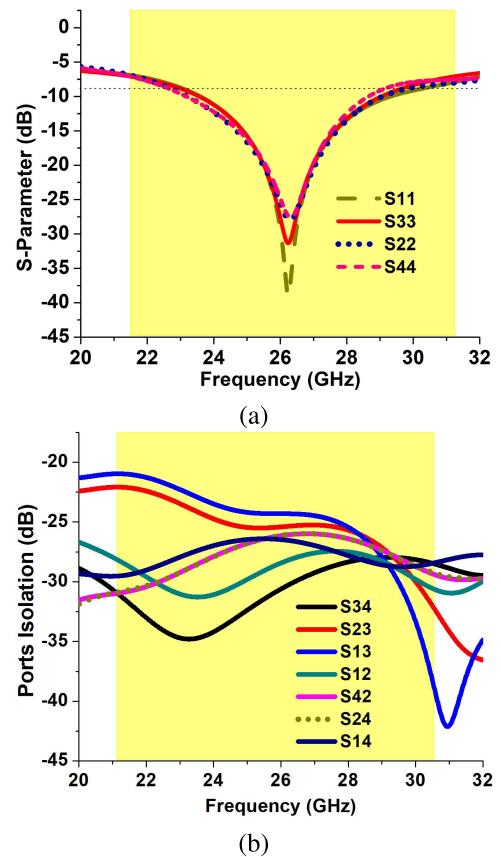 0
-5
-10
-15
-20
-25
-30
-35
-40
-45
S-Parameter (dB)
S11
S33
S22
S44
20 22 24 26 28 30 32
Frequency (GHz)
(a)
-20
-25
-30
-35
-40
-45
Ports Isolation (dB)
S34
S23
S13
S12
S42
S24
S14
20 22 24 26 28 30 32
Frequency (GHz)
(b)